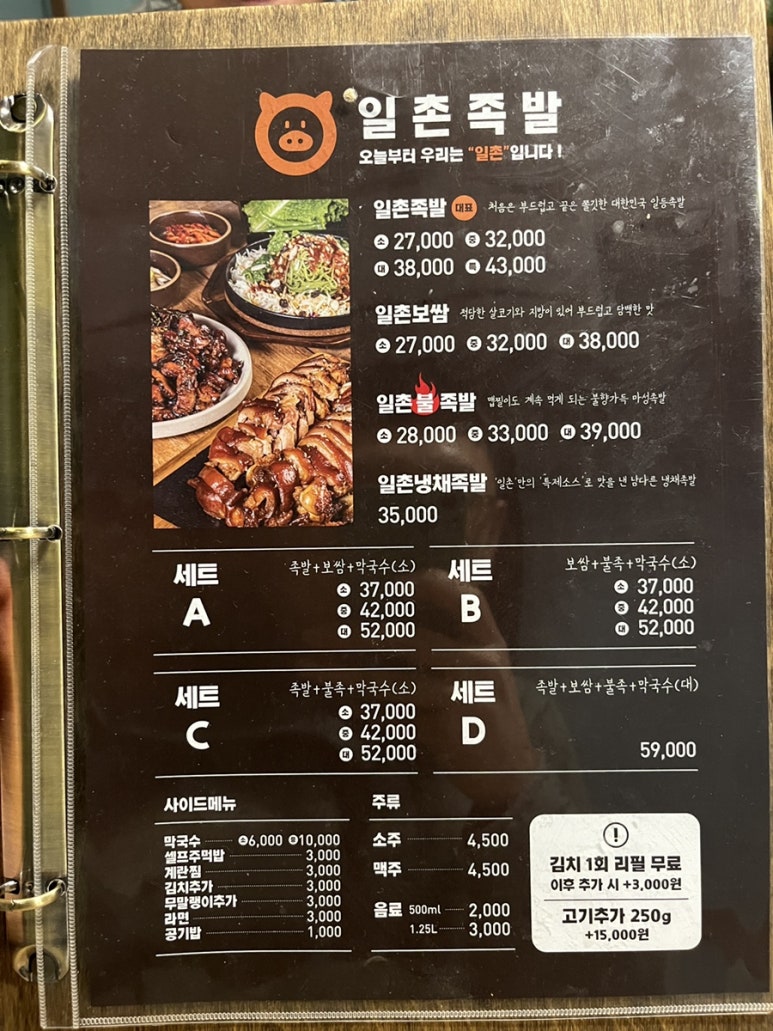 일촌족발
오늘부터 우리는 "일촌"입니다!
일촌족발 대표 처음은 부드럽고 끝은 쫄깃한 대한민국 일등족발
소 27,000 중 32,000
대 38,000 특 43,000
일촌보쌈 적당한 살코기와 지방이 있어 부드럽고 담백한 맛
소 27,000 중 32,000 대 38,000
일촌불족발 맵찔이도 계속 먹게 되는 불향가득 마성족발
소 28,000 중 33,000 대 39,000
일촌냉채족발 '일촌'만의 '특제소스'로 맛을 낸 남다른 냉채족발
35,000
세트 A 족발+보쌈+막국수(소)
소 37,000
중 42,000
대 52,000
세트 B 보쌈+불족+막국수(소)
소 37,000
중 42,000
대 52,000
세트 C 족발+불족+막국수(소)
소 37,000
중 42,000
대 52,000
세트 D 족발+보쌈+불족+막국수(대)
59,000
사이드메뉴
막국수 소 6,000 중 10,000
셀프주먹밥 3,000
계란찜 3,000
김치추가 3,000
무말랭이추가 3,000
라면 3,000
공기밥 1,000
주류
소주 4,500
맥주 4,500
음료 500ml 2,000
1.25L 3,000
!
김치 1회 리필 무료
이후 추가 시 +3,000원
고기추가 250g
+15,000원